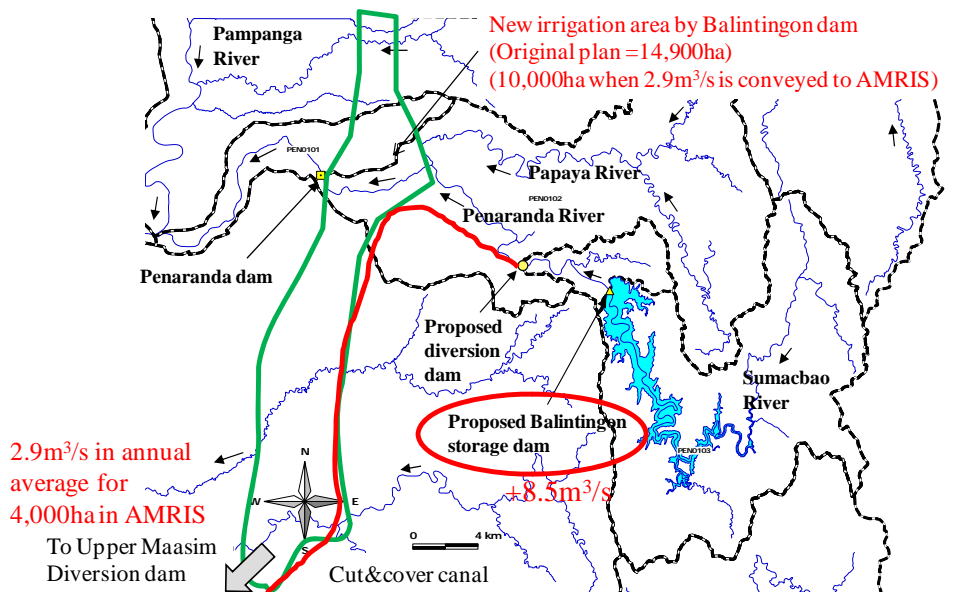 New irrigation area by Balintingon dam
(Original plan =14,900ha)
(10,000ha when 2.9m³/s is conveyed to AMRIS)
Pampanga
River
PEN0101
Papaya River
PEN0102
Penaranda River
Penaranda dam
Proposed
diversion
dam
Sumacbao
River
Proposed Balintingon
storage dam
PEN0103
+8.5m³/s
2.9m³/s in annual
average for
4,000ha in AMRIS
N
W
E
S
0 4 km
To Upper Maasim
Diversion dam
Cut&cover canal